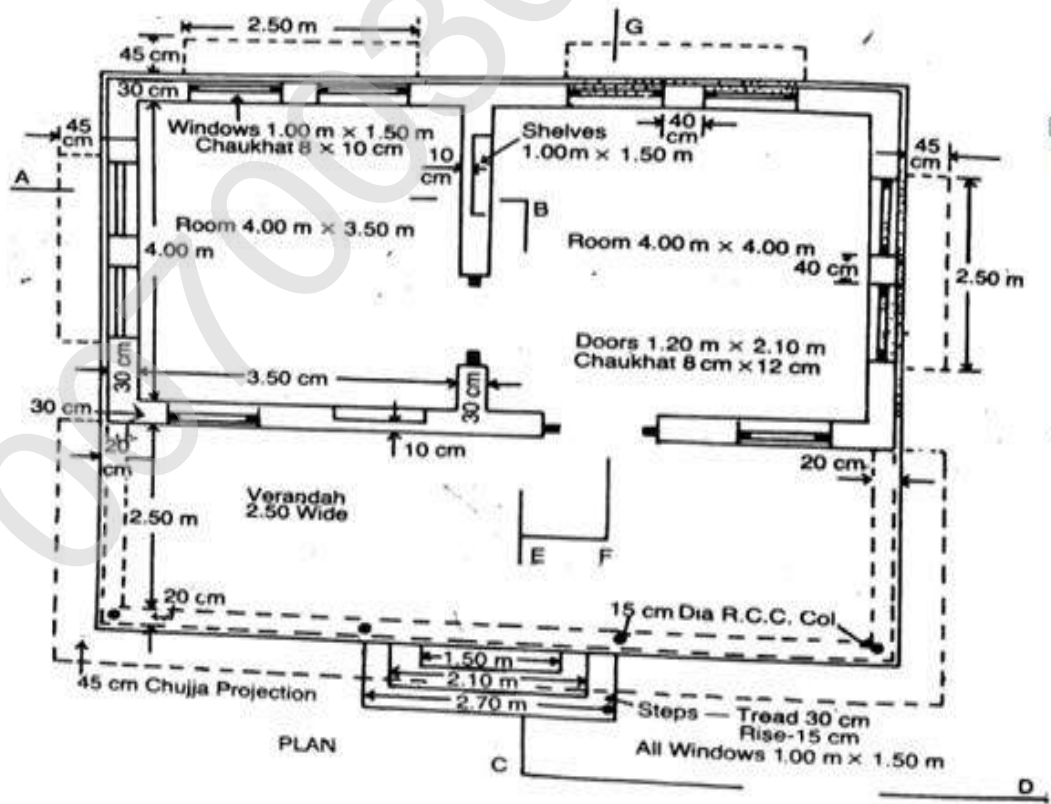 2.50 m
G
45 cm
30 cm
45
cm
Windows 1.00 m × 1.50 m
Chaukhat 8 × 10 cm
10
cm
Shelves
1.00m × 1.50 m
40
cm
45
cm
A
B
Room 4.00 m × 3.50 m
4.00 m
Room 4.00 m × 4.00 m
40 cm
2.50 m
Doors 1.20 m × 2.10 m
Chaukhat 8 cm × 12 cm
30 cm
3.50 cm
30 cm
30 cm
10 cm
20
cm
20 cm
Verandah
2.50 Wide
2.50 m
E
F
20 cm
15 cm Dia R.C.C. Col
1.50 m
2.10 m
2.70 m
45 cm Chujja Projection
Steps — Tread 30 cm
Rise-15 cm
All Windows 1.00 m × 1.50 m
PLAN
C
D